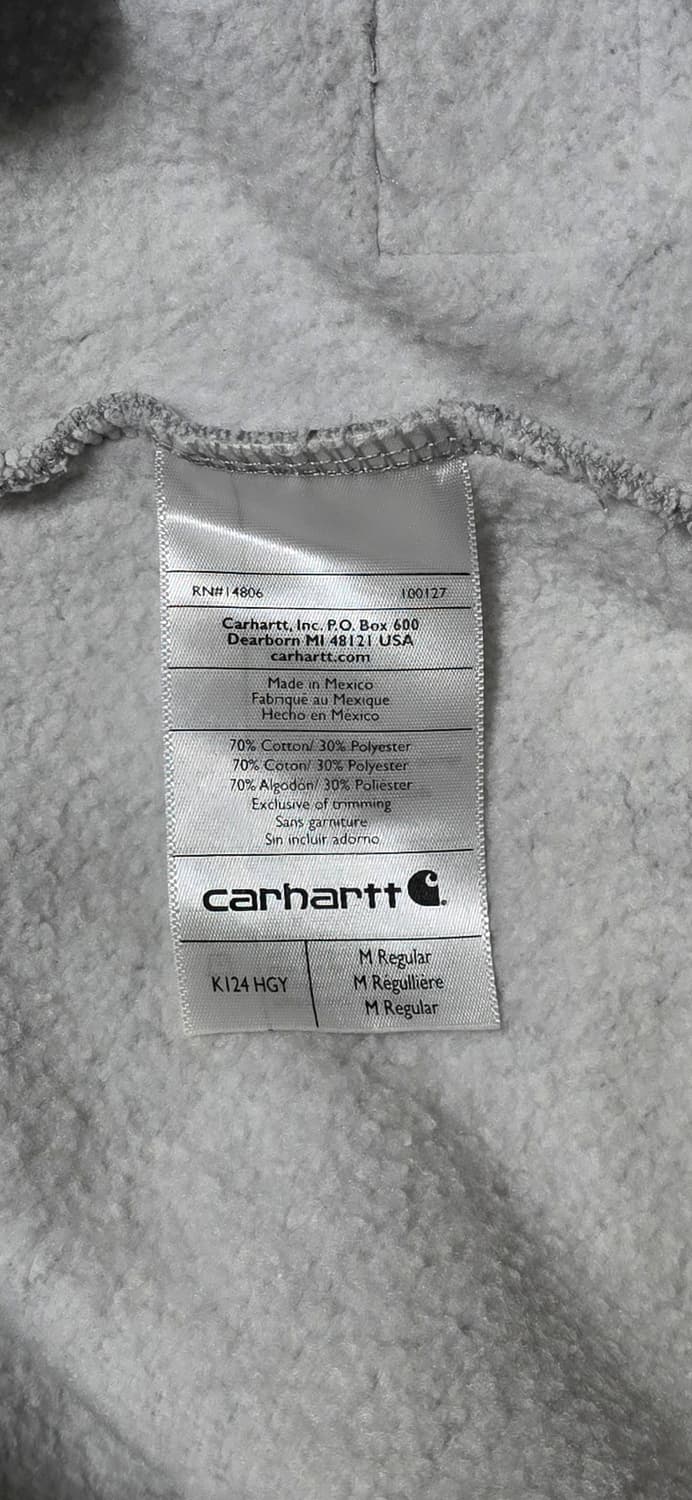 RN#14806 100127
Carhartt, Inc. P.O. Box 600
Dearborn MI 48121 USA
carhartt.com
Made in Mexico
Fabriqué au Mexique
Hecho en México
70% Cotton/ 30% Polyester
70% Coton/ 30% Polyester
70% Algodón/ 30% Poliéster
Exclusive of trimming
Sans garniture
Sin incluir adorno
carhartt
K124 HGY
M Regular
M Régullière
M Regular